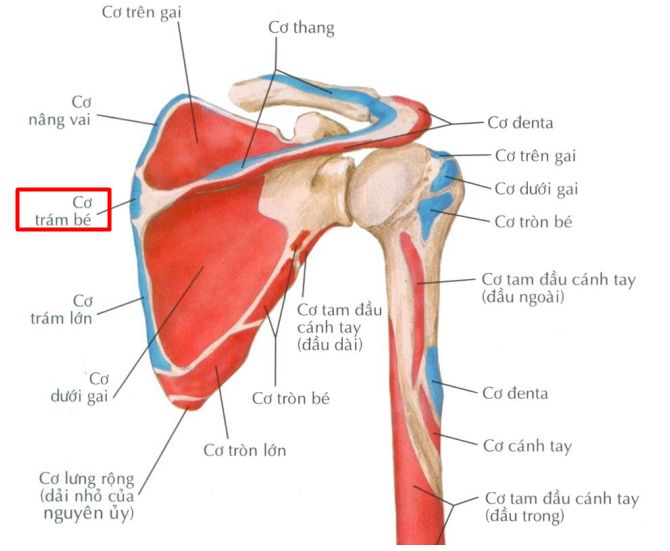 Cơ trên gai
Cơ thang
Cơ
nâng vai
Cơ denta
Cơ trên gai
Cơ dưới gai
Cơ
trám bé
Cơ tròn bé
Cơ tam đầu cánh tay
(đầu ngoài)
Cơ
trám lớn
Cơ tam đầu
cánh tay
(đầu dài)
Cơ
dưới gai
Cơ tròn bé
Cơ denta
Cơ tròn lớn
Cơ cánh tay
Cơ lưng rộng
(dải nhỏ của
nguyên ủy)
Cơ tam đầu cánh tay
(đầu trong)